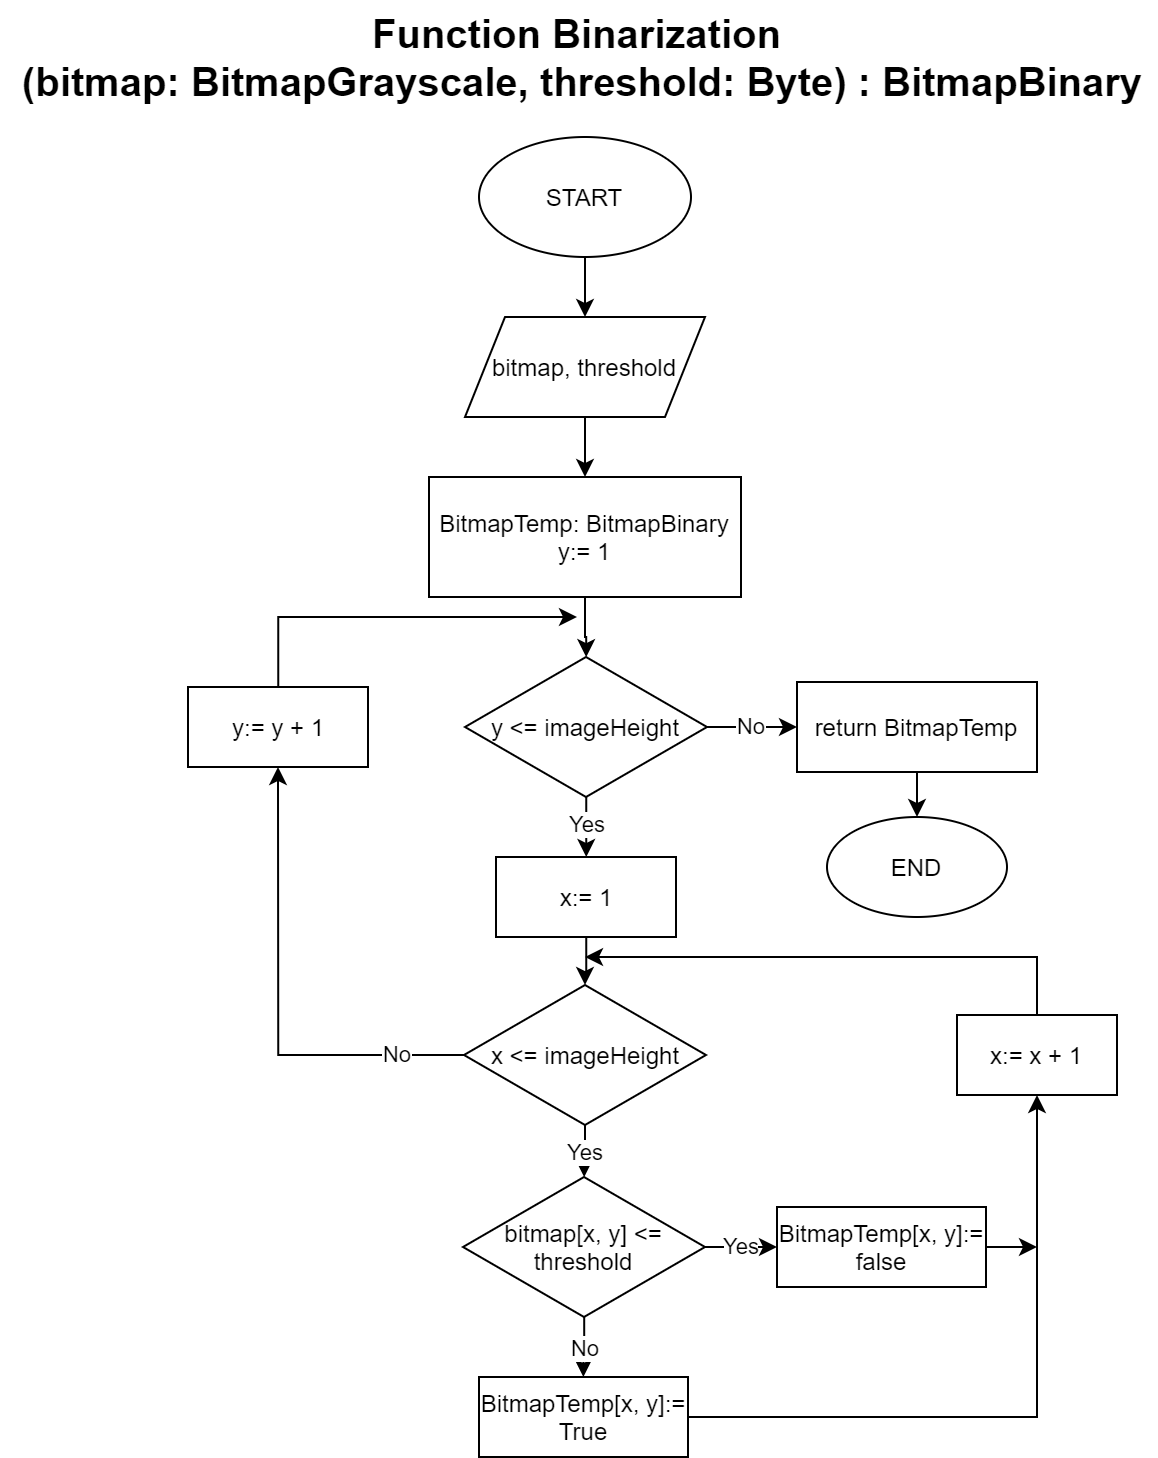 Function Binarization
(bitmap: BitmapGrayscale, threshold: Byte) : BitmapBinary
START
bitmap, threshold
BitmapTemp: BitmapBinary
y:= 1
y:= y + 1
y <= imageHeight
No
return BitmapTemp
Yes
END
x:= 1
No
x <= imageHeight
x:= x + 1
Yes
bitmap[x, y] <=
threshold
Yes
BitmapTemp[x, y]:=
false
No
BitmapTemp[x, y]:=
True